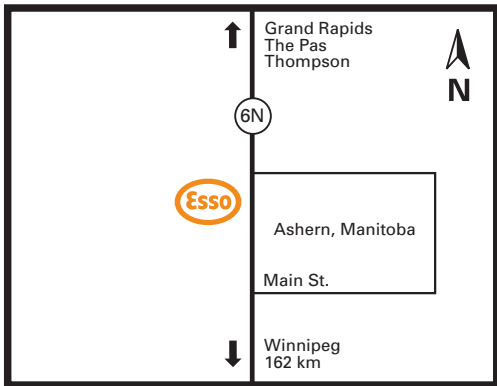 Grand Rapids
The Pas
Thompson
N
6N
Esso
Ashern, Manitoba
Main St.
Winnipeg
162 km